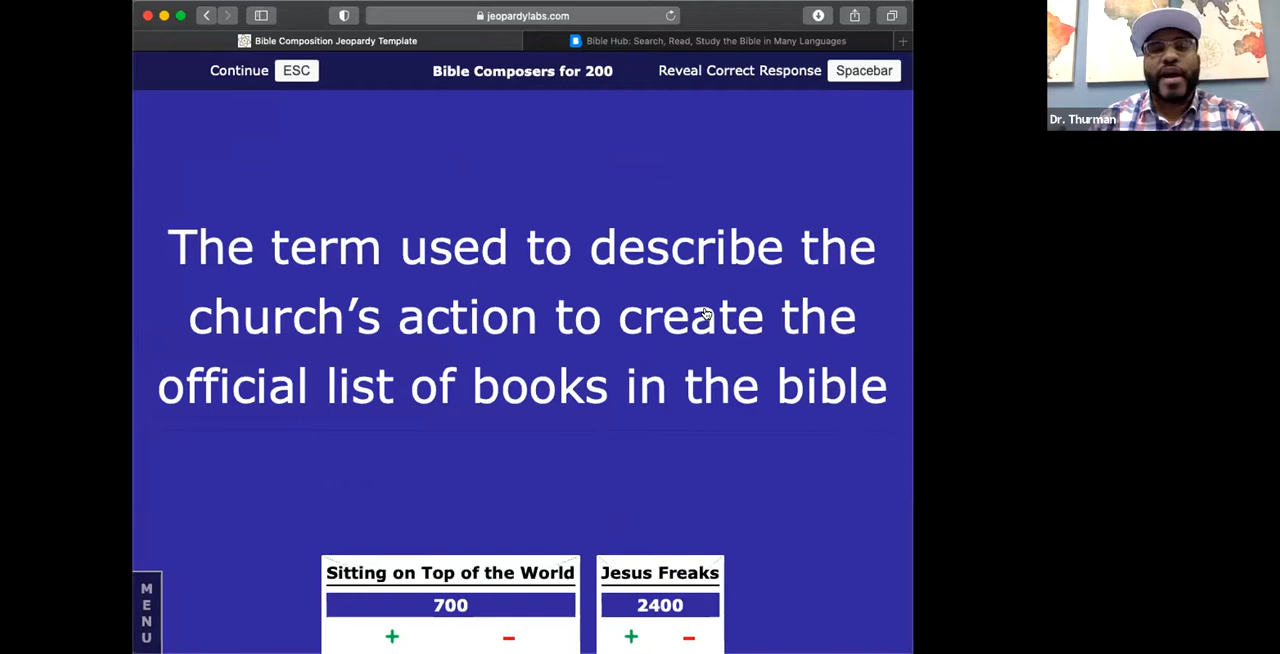 jeopardylabs.com
Bible Composition Jeopardy Template
Bible Hub: Search, Read, Study the Bible in Many Languages
Continue ESC
Bible Composers for 200
Reveal Correct Response Spacebar
Dr. Thurman
The term used to describe the
church’s action to create the
official list of books in the bible
MENU
Sitting on Top of the World
700
+ −
Jesus Freaks
2400
+ −